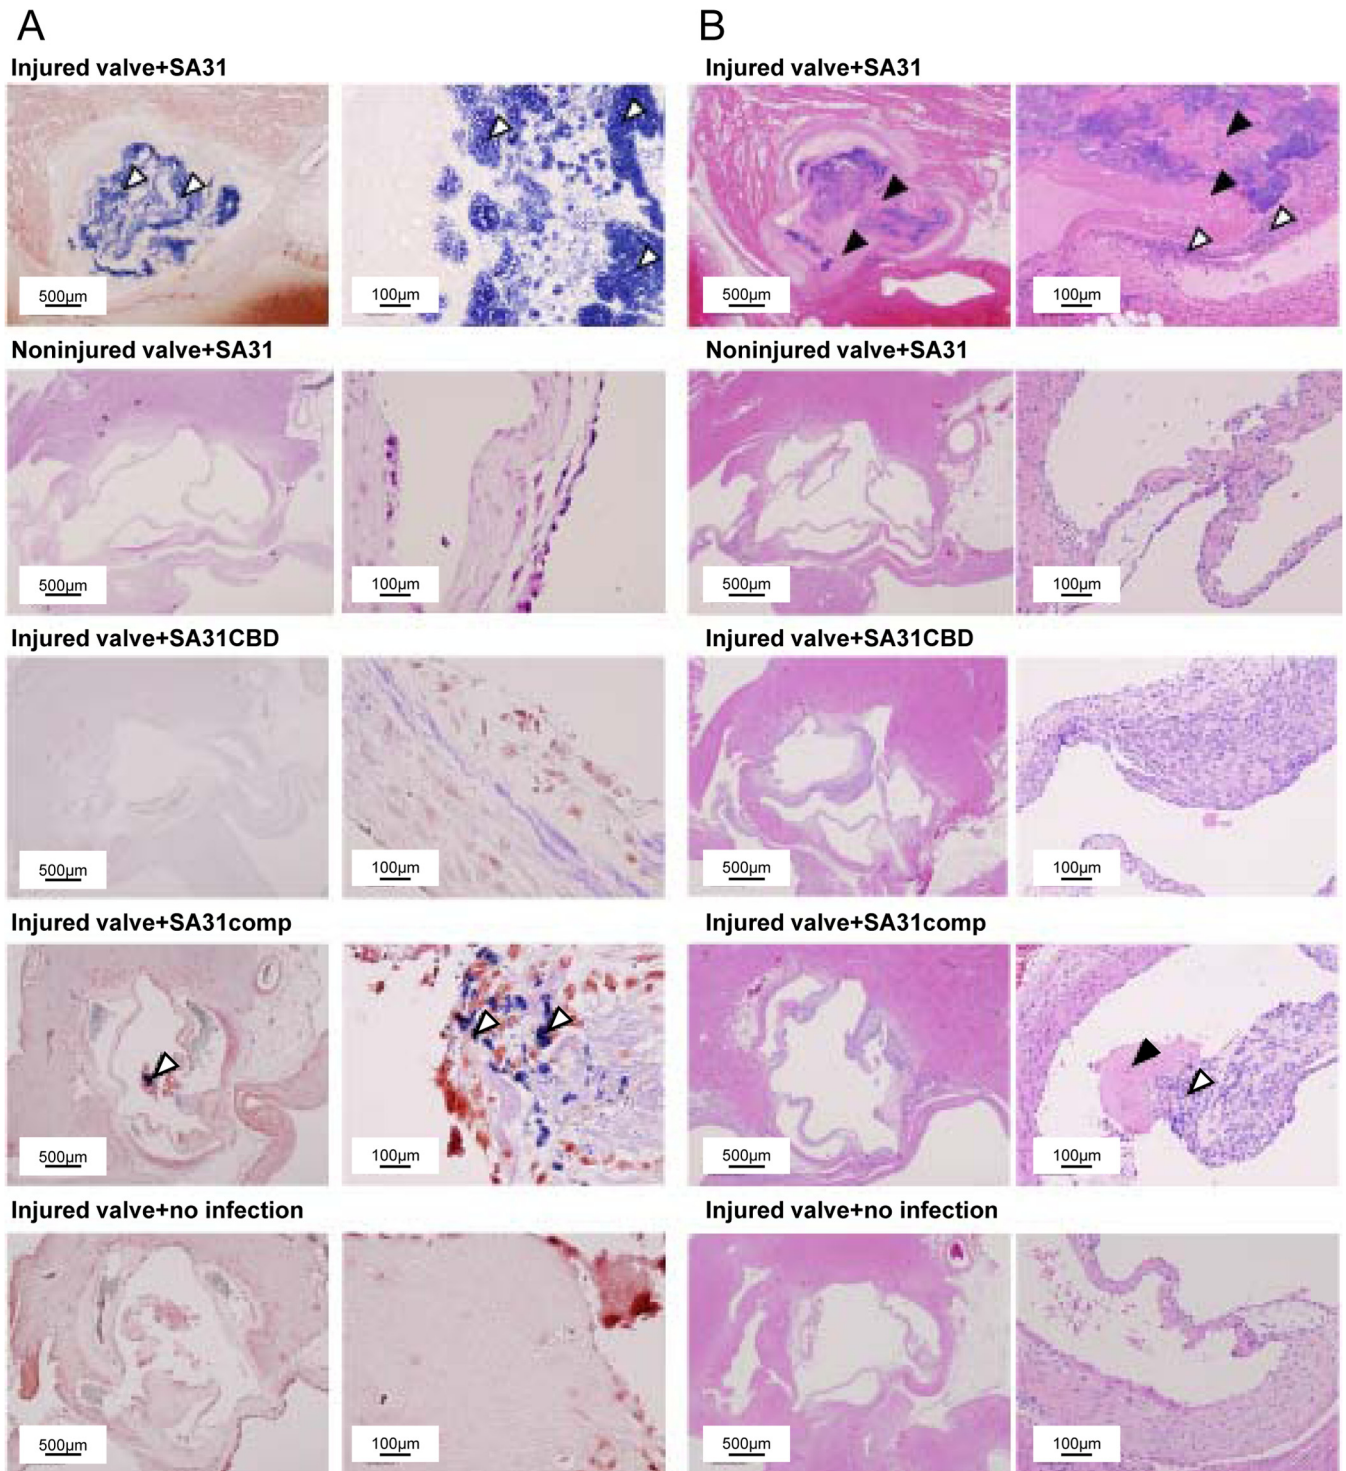 A B
Injured valve+SA31 Injured valve+SA31
500µm 100µm 500µm 100µm
Noninjured valve+SA31 Noninjured valve+SA31
500µm 100µm 500µm 100µm
Injured valve+SA31CBD Injured valve+SA31CBD
500µm 100µm 500µm 100µm
Injured valve+SA31comp Injured valve+SA31comp
500µm 100µm 500µm 100µm
Injured valve+no infection Injured valve+no infection
500µm 100µm 500µm 100µm